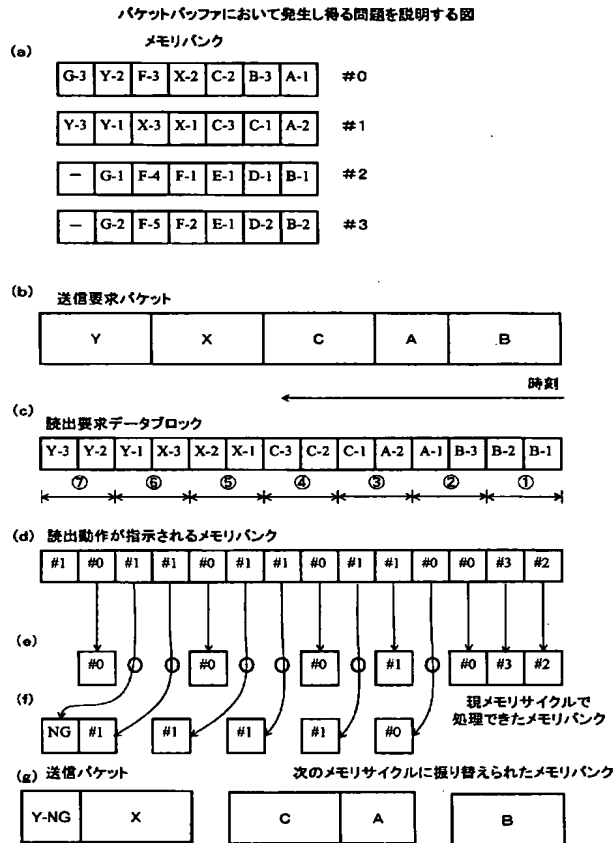 パケットバッファにおいて発生し得る問題を説明する図
メモリバンク
(a)
G-3 Y-2 F-3 X-2 C-2 B-3 A-1 #0
Y-3 Y-1 X-3 X-1 C-3 C-1 A-2 #1
− G-1 F-4 F-1 E-1 D-1 B-1 #2
− G-2 F-5 F-2 E-1 D-2 B-2 #3
(b) 送信要求パケット
Y X C A B
時刻
(c) 読出要求データブロック
Y-3 Y-2 Y-1 X-3 X-2 X-1 C-3 C-2 C-1 A-2 A-1 B-3 B-2 B-1
⑦ ⑥ ⑤ ④ ③ ② ①
(d) 読出動作が指示されるメモリバンク
#1 #0 #1 #1 #0 #1 #1 #0 #1 #1 #0 #0 #3 #2
(e)
#0 #0 #0 #1 #0 #3 #2
現メモリサイクルで
処理できたメモリバンク
(f)
NG #1 #1 #1 #1 #0
(g) 送信パケット 次のメモリサイクルに振り替えられたメモリバンク
Y-NG X C A B